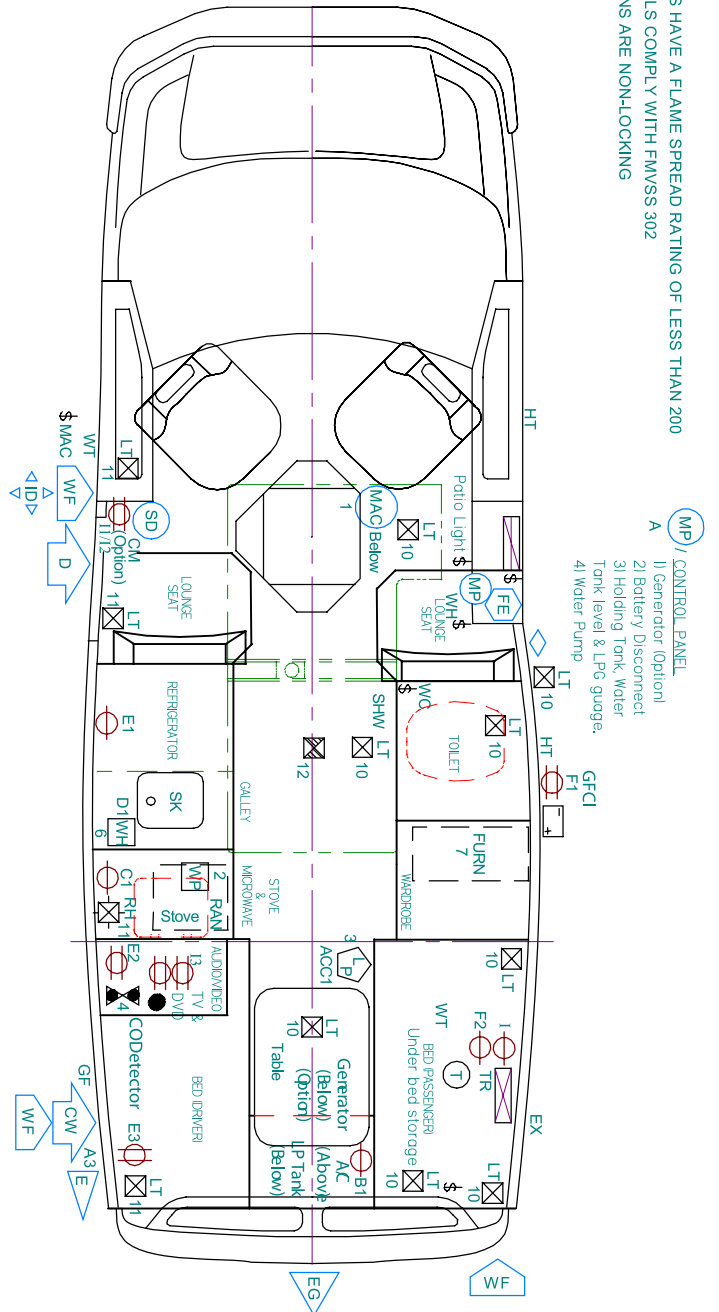 S HAVE A FLAME SPREAD RATING OF LESS THAN 200
LS COMPLY WITH FMVSS 302
NS ARE NON-LOCKING
MP / CONTROL PANEL
A
1) Generator (Option)
2) Battery Disconnect
3) Holding Tank, Water
Tank level & LPG guage,
4) Water Pump
HT
Patio Light $
LT
10
MAC Below
1
$
MP
FE
WH $
LOUNGE
SEAT
LT
10
$ WC
TOILET
LT
10
HT
GFCI
F1
- +
SHW
LT
10
12
FURN
7
WARDROBE
$ MAC
WT
LT
11
WF
ID
SD
CM
(Option)
11/12
D
LT
11
LOUNGE
SEAT
REFRIGERATOR
E1
SK
GALLEY
D1
WH
6
C1
RH
11
WP
2
RAN
Stove
STOVE
&
MICROWAVE
E2
AUDIO/VIDEO
I3
TV &
DVD
4
CODetector
3
LP
ACC1
LT
10
Table
Generator
(Below)
(Option)
A/C
(Above)
LP Tank
(Below)
B1
LT
10
WT
F2
I
TR
T
BED (PASSENGER)
Under bed storage
EX
LT
10
$
LT
10
BED (DRIVER)
GF
WF
CW
E3
A3
E
LT
11
EG
WF